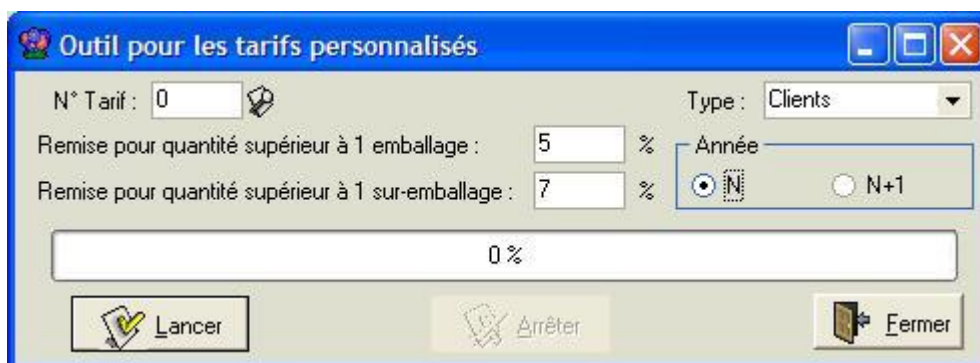 Outil pour les tarifs personnalisés
N° Tarif : 0 Type : Clients
Remise pour quantité supérieur à 1 emballage : 5 % Année
Remise pour quantité supérieur à 1 sur-emballage : 7 % N N+1
0 %
Lancer Arrêter Fermer